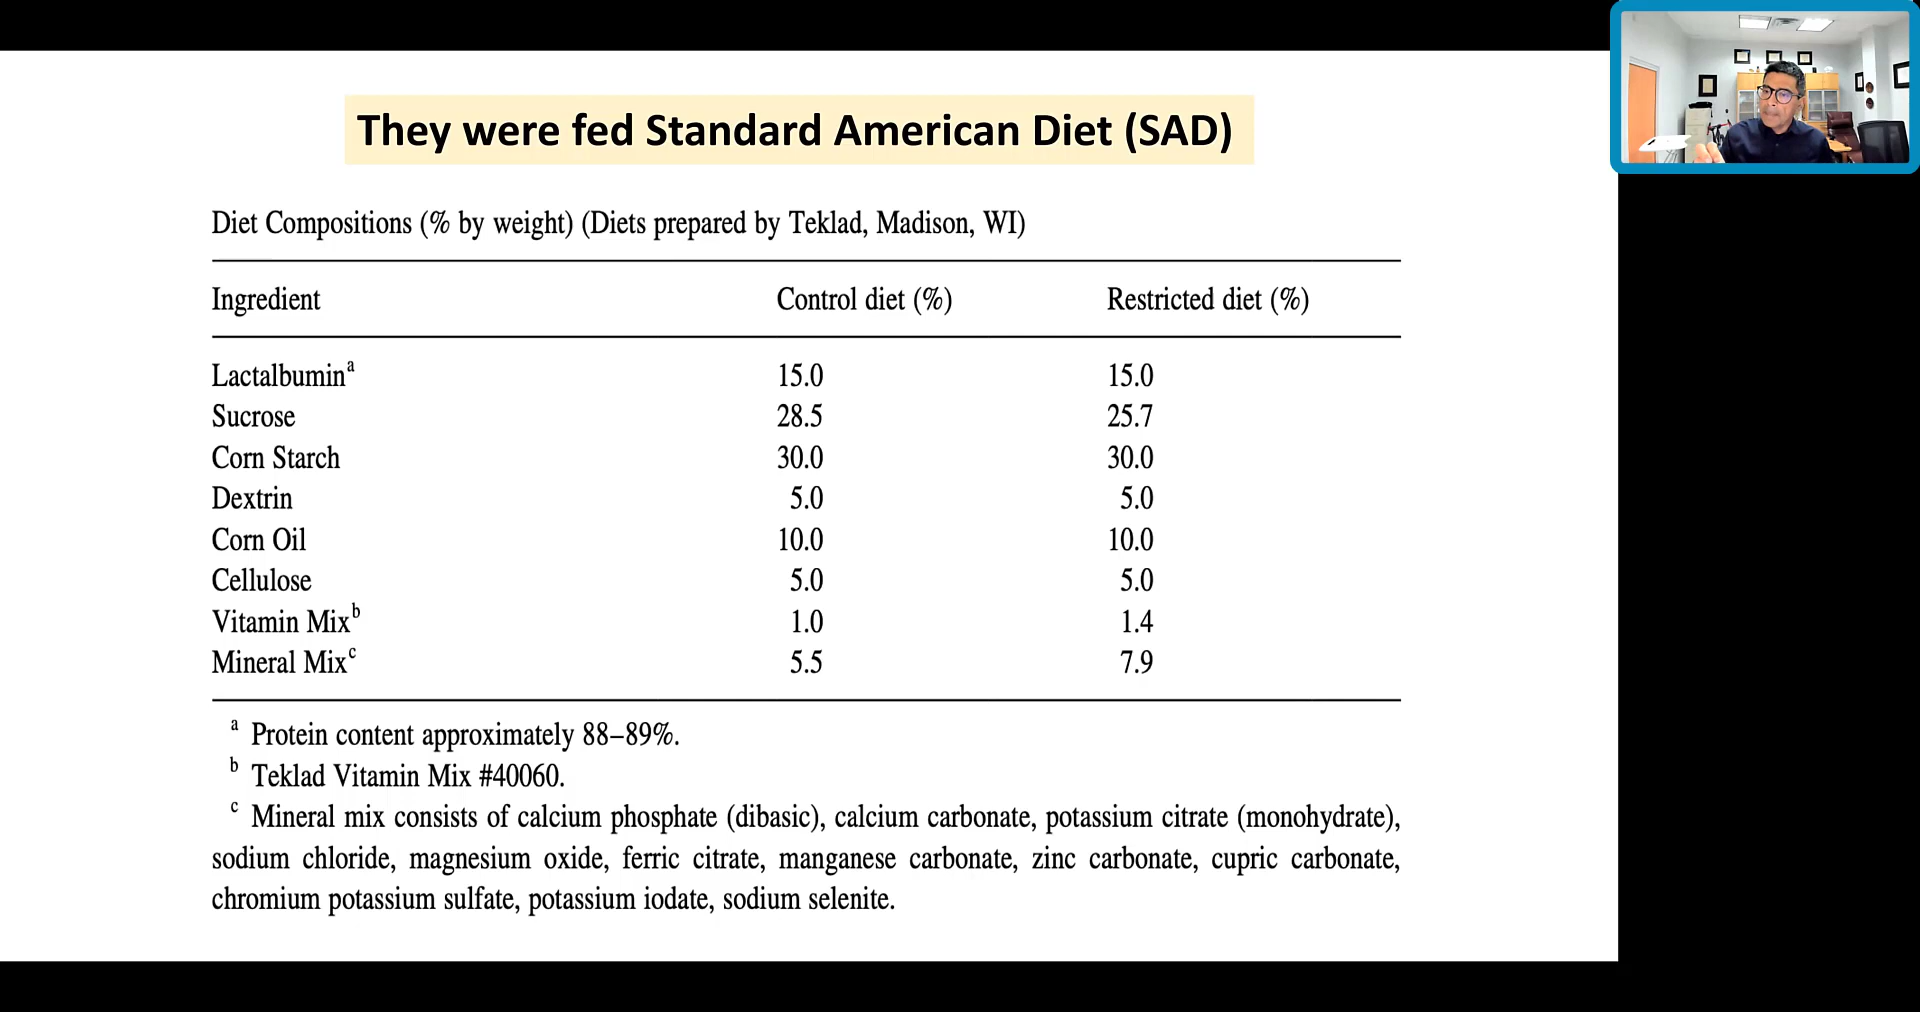 They were fed Standard American Diet (SAD)
Diet Compositions (% by weight) (Diets prepared by Teklad, Madison, WI)
Ingredient Control diet (%) Restricted diet (%)
Lactalbumin^a 15.0 15.0
Sucrose 28.5 25.7
Corn Starch 30.0 30.0
Dextrin 5.0 5.0
Corn Oil 10.0 10.0
Cellulose 5.0 5.0
Vitamin Mix^b 1.0 1.4
Mineral Mix^c 5.5 7.9
^a Protein content approximately 88–89%.
^b Teklad Vitamin Mix #40060.
^c Mineral mix consists of calcium phosphate (dibasic), calcium carbonate, potassium citrate (monohydrate),
sodium chloride, magnesium oxide, ferric citrate, manganese carbonate, zinc carbonate, cupric carbonate,
chromium potassium sulfate, potassium iodate, sodium selenite.